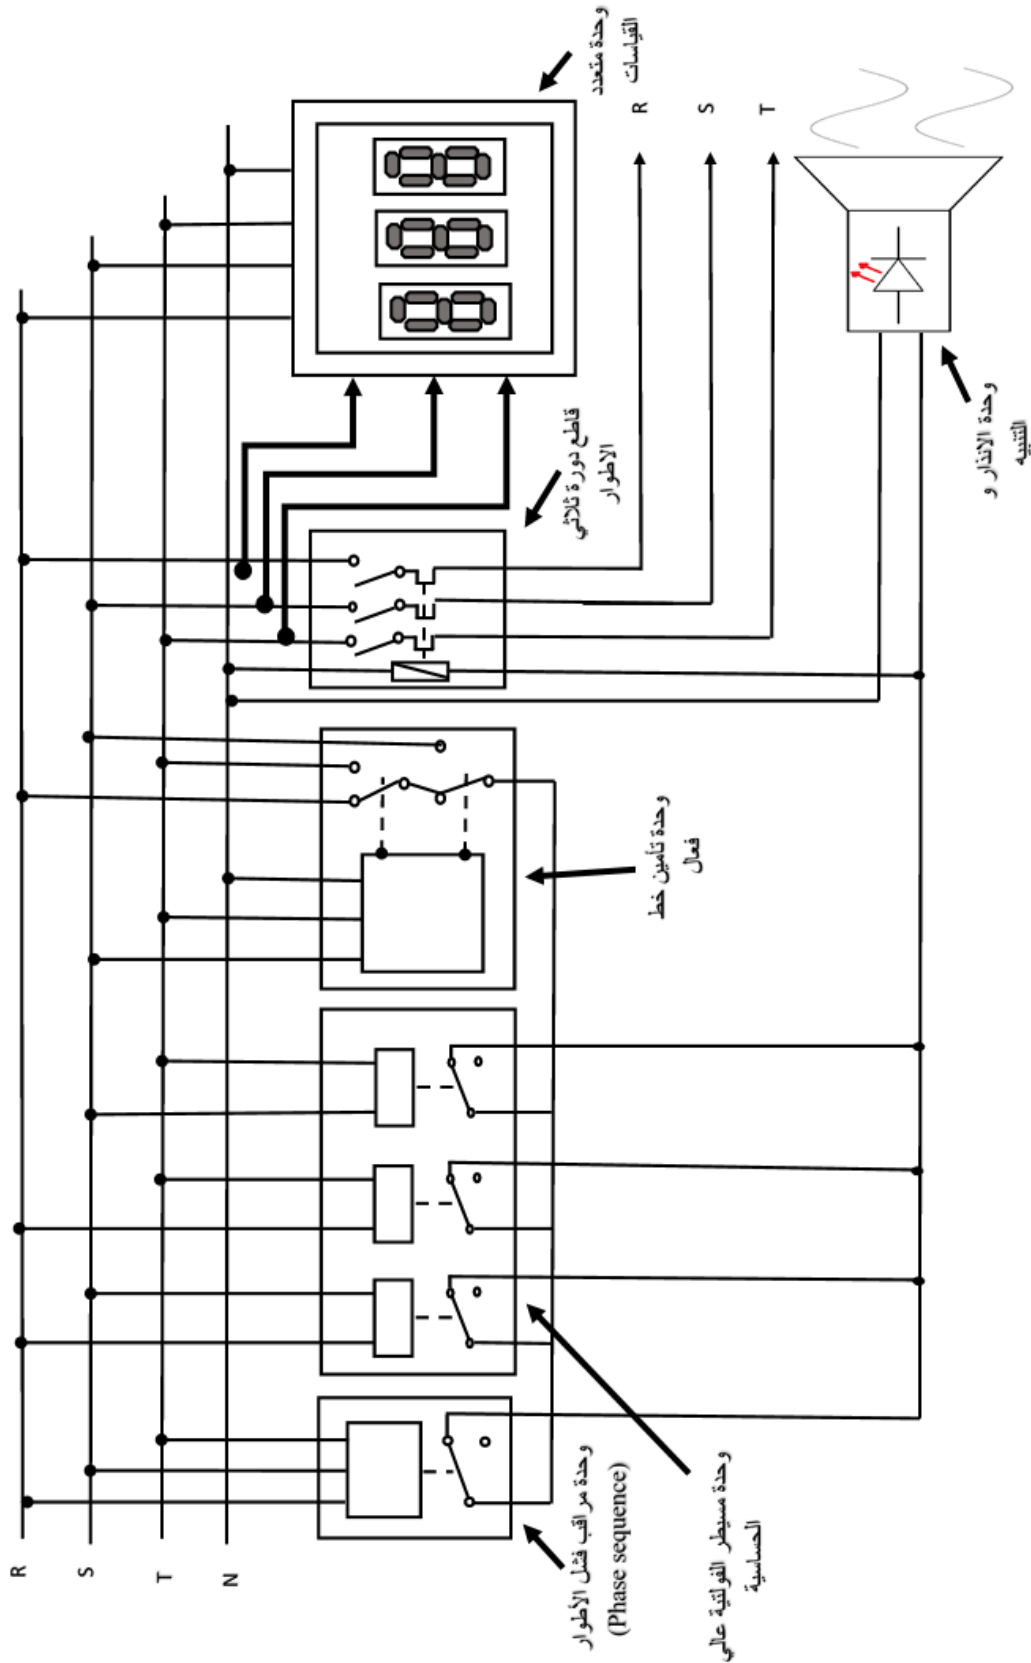 R
S
T
N
وحدة مراقب فشل الأطوار
(Phase sequence)
وحدة مسيطر الفولتية عالي
الحساسية
وحدة تأمين خط
فعال
قاطع دورة ثلاثي
الاطوار
وحدة متعدد
القياسات
R
S
T
وحدة الانذار و
التنبيه